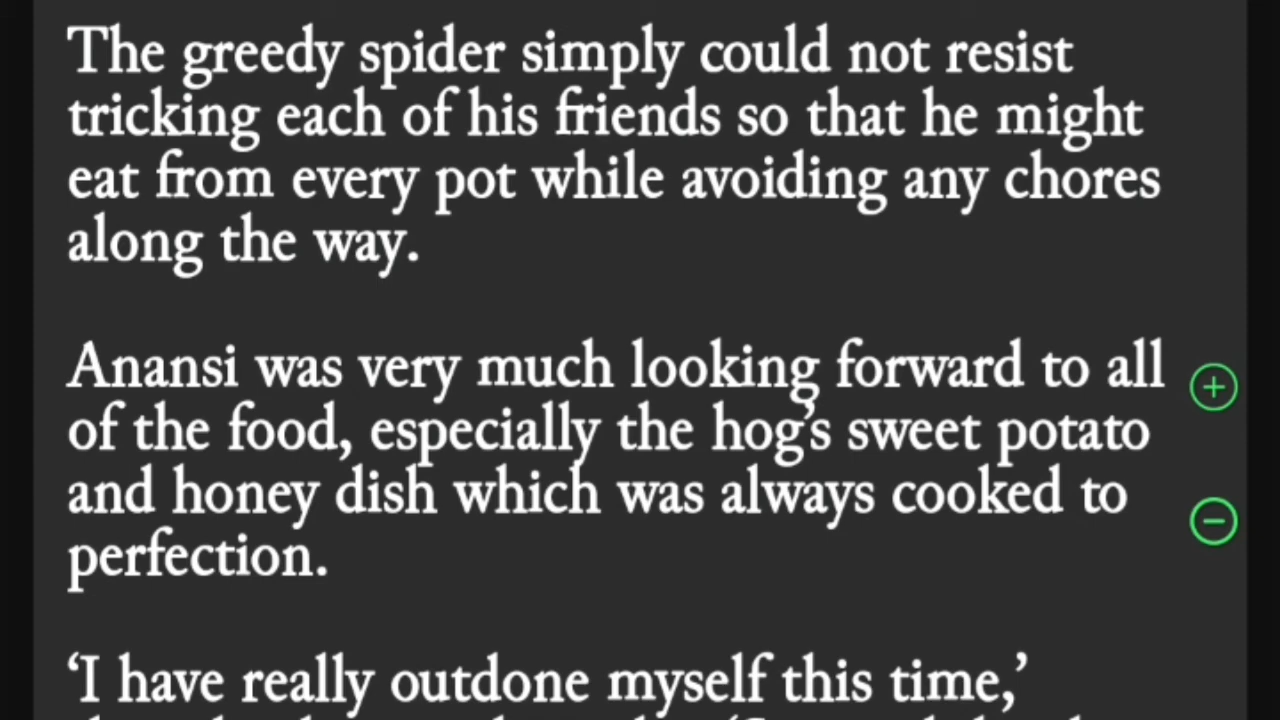 The greedy spider simply could not resist
tricking each of his friends so that he might
eat from every pot while avoiding any chores
along the way.
Anansi was very much looking forward to all
of the food, especially the hog's sweet potato
and honey dish which was always cooked to
perfection.
‘I have really outdone myself this time,’